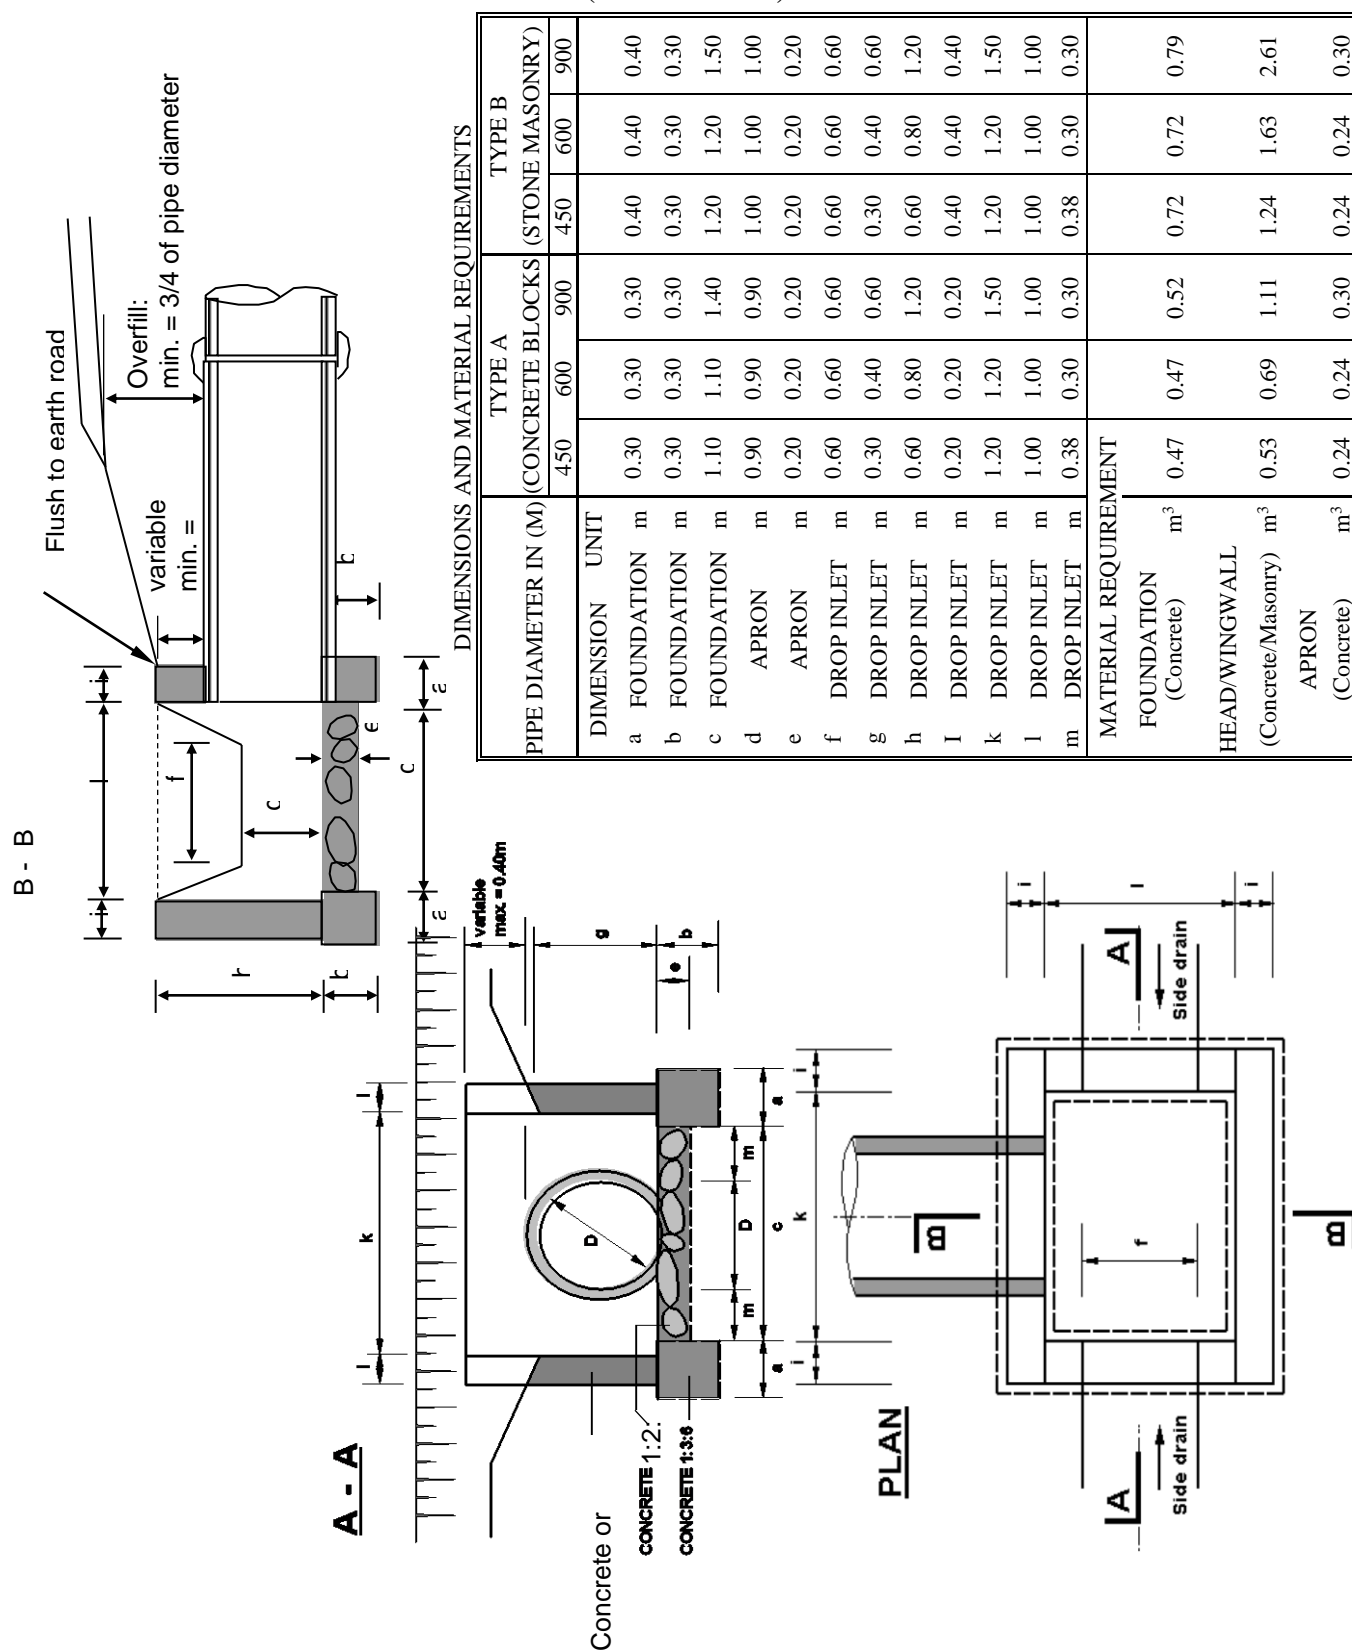 B - B
Flush to earth road
variable
min. =
Overfill:
min. = 3/4 of pipe diameter
i
l
i
f
h
b
a
c
e
a
b
A - A
l
k
l
variable
max. = 0.40m
g
b
e
D
m
D
m
a
c
a
Concrete or
CONCRETE 1:2:
CONCRETE 1:3:6
PLAN
i
k
i
i
l
i
A
A
Side drain
Side drain
B
B
f
DIMENSIONS AND MATERIAL REQUIREMENTS
PIPE DIAMETER IN (M) TYPE A (CONCRETE BLOCKS TYPE B (STONE MASONRY)
450 600 900 450 600 900
DIMENSION UNIT
a FOUNDATION m 0.30 0.30 0.30 0.40 0.40 0.40
b FOUNDATION m 0.30 0.30 0.30 0.30 0.30 0.30
c FOUNDATION m 1.10 1.10 1.40 1.20 1.20 1.50
d APRON m 0.90 0.90 0.90 1.00 1.00 1.00
e APRON m 0.20 0.20 0.20 0.20 0.20 0.20
f DROP INLET m 0.60 0.60 0.60 0.60 0.60 0.60
g DROP INLET m 0.30 0.40 0.60 0.30 0.40 0.60
h DROP INLET m 0.60 0.80 1.20 0.60 0.80 1.20
I DROP INLET m 0.20 0.20 0.20 0.40 0.40 0.40
k DROP INLET m 1.20 1.20 1.50 1.20 1.20 1.50
l DROP INLET m 1.00 1.00 1.00 1.00 1.00 1.00
m DROP INLET m 0.38 0.30 0.30 0.38 0.30 0.30
MATERIAL REQUIREMENT
FOUNDATION
(Concrete) m³ 0.47 0.47 0.52 0.72 0.72 0.79
HEAD/WINGWALL
(Concrete/Masonry) m³ 0.53 0.69 1.11 1.24 1.63 2.61
APRON
(Concrete) m³ 0.24 0.24 0.30 0.24 0.24 0.30